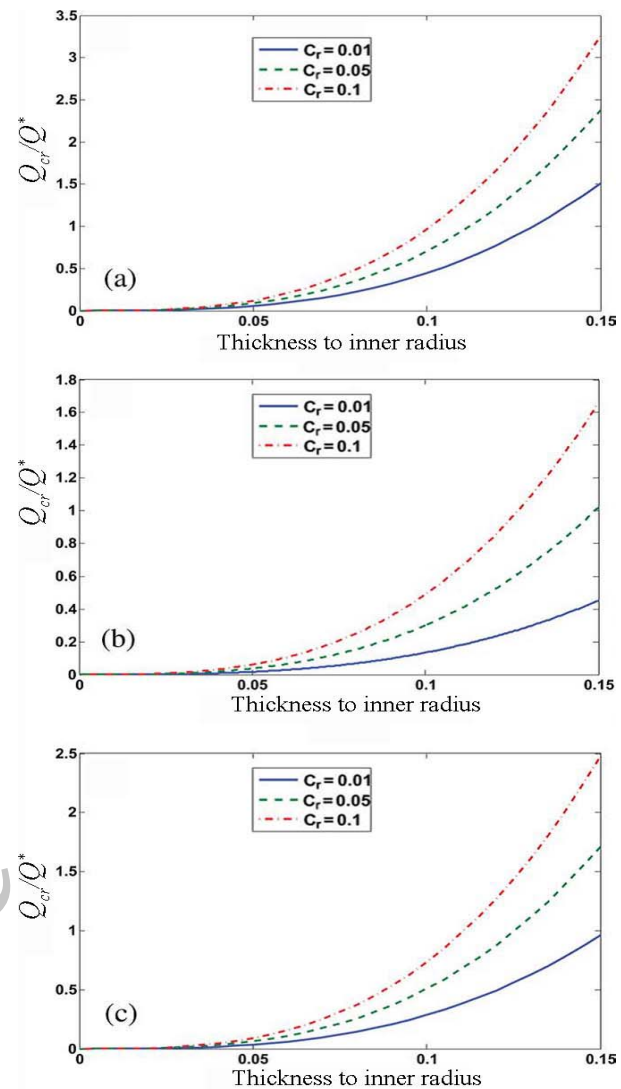 3.5
3
2.5
2
1.5
1
0.5
0
Q_cr/Q*
C_r = 0.01
C_r = 0.05
C_r = 0.1
(a)
0 0.05 0.1 0.15
Thickness to inner radius
1.8
1.6
1.4
1.2
1
0.8
0.6
0.4
0.2
0
Q_cr/Q*
C_r = 0.01
C_r = 0.05
C_r = 0.1
(b)
0 0.05 0.1 0.15
Thickness to inner radius
2.5
2
1.5
1
0.5
0
Q_cr/Q*
C_r = 0.01
C_r = 0.05
C_r = 0.1
(c)
0 0.05 0.1 0.15
Thickness to inner radius